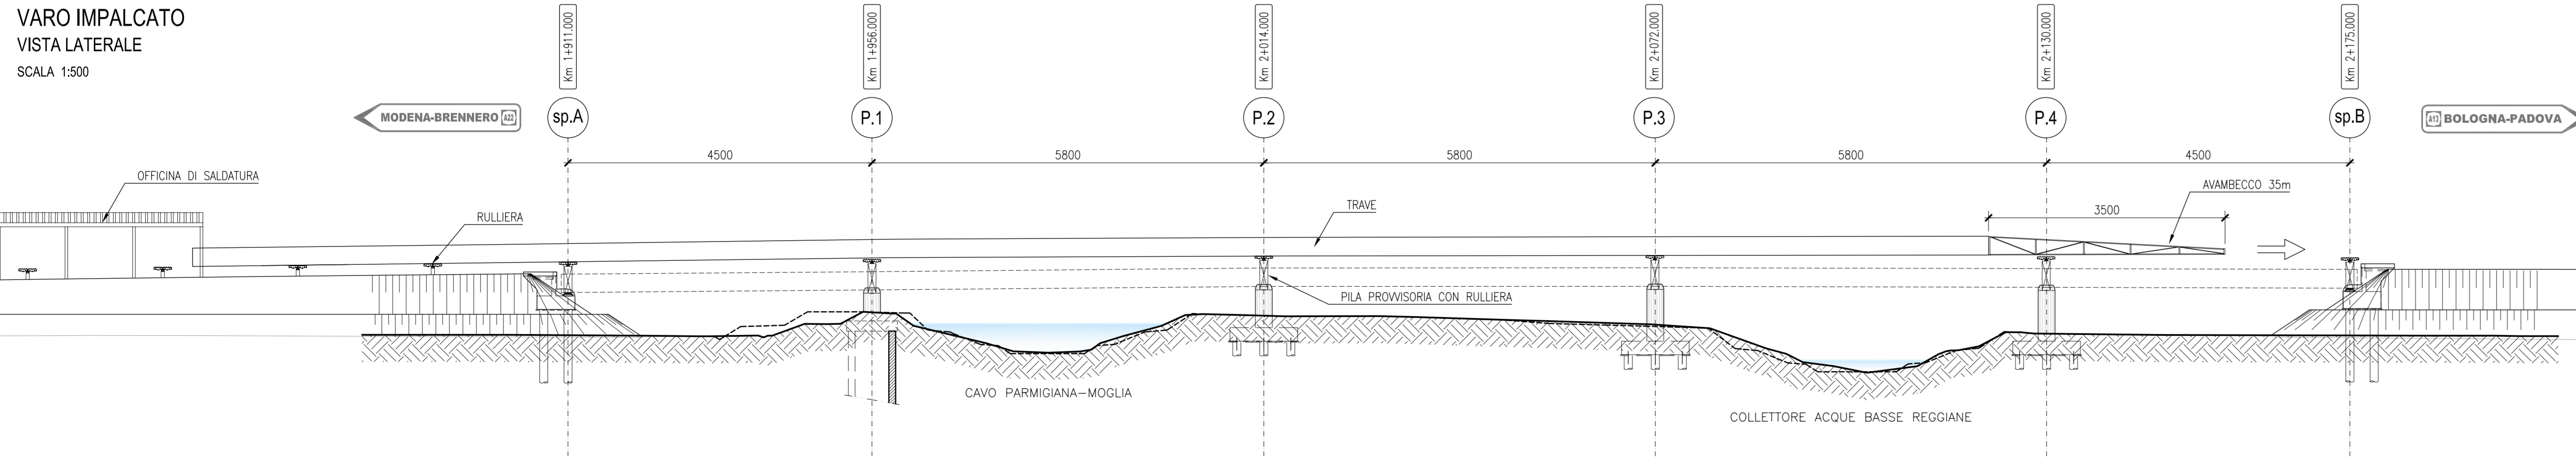 VARO IMPALCATO
VISTA LATERALE
SCALA 1:500
Km 1+911.000
Km 1+956.000
Km 2+014.000
Km 2+072.000
Km 2+130.000
Km 2+175.000
MODENA-BRENNERO A22
sp.A
P.1
P.2
P.3
P.4
sp.B
A13 BOLOGNA-PADOVA
4500
5800
5800
5800
4500
OFFICINA DI SALDATURA
RULLIERA
TRAVE
AVAMBECCO 35m
3500
PILA PROVVISORIA CON RULLIERA
CAVO PARMIGIANA-MOGLIA
COLLETTORE ACQUE BASSE REGGIANE